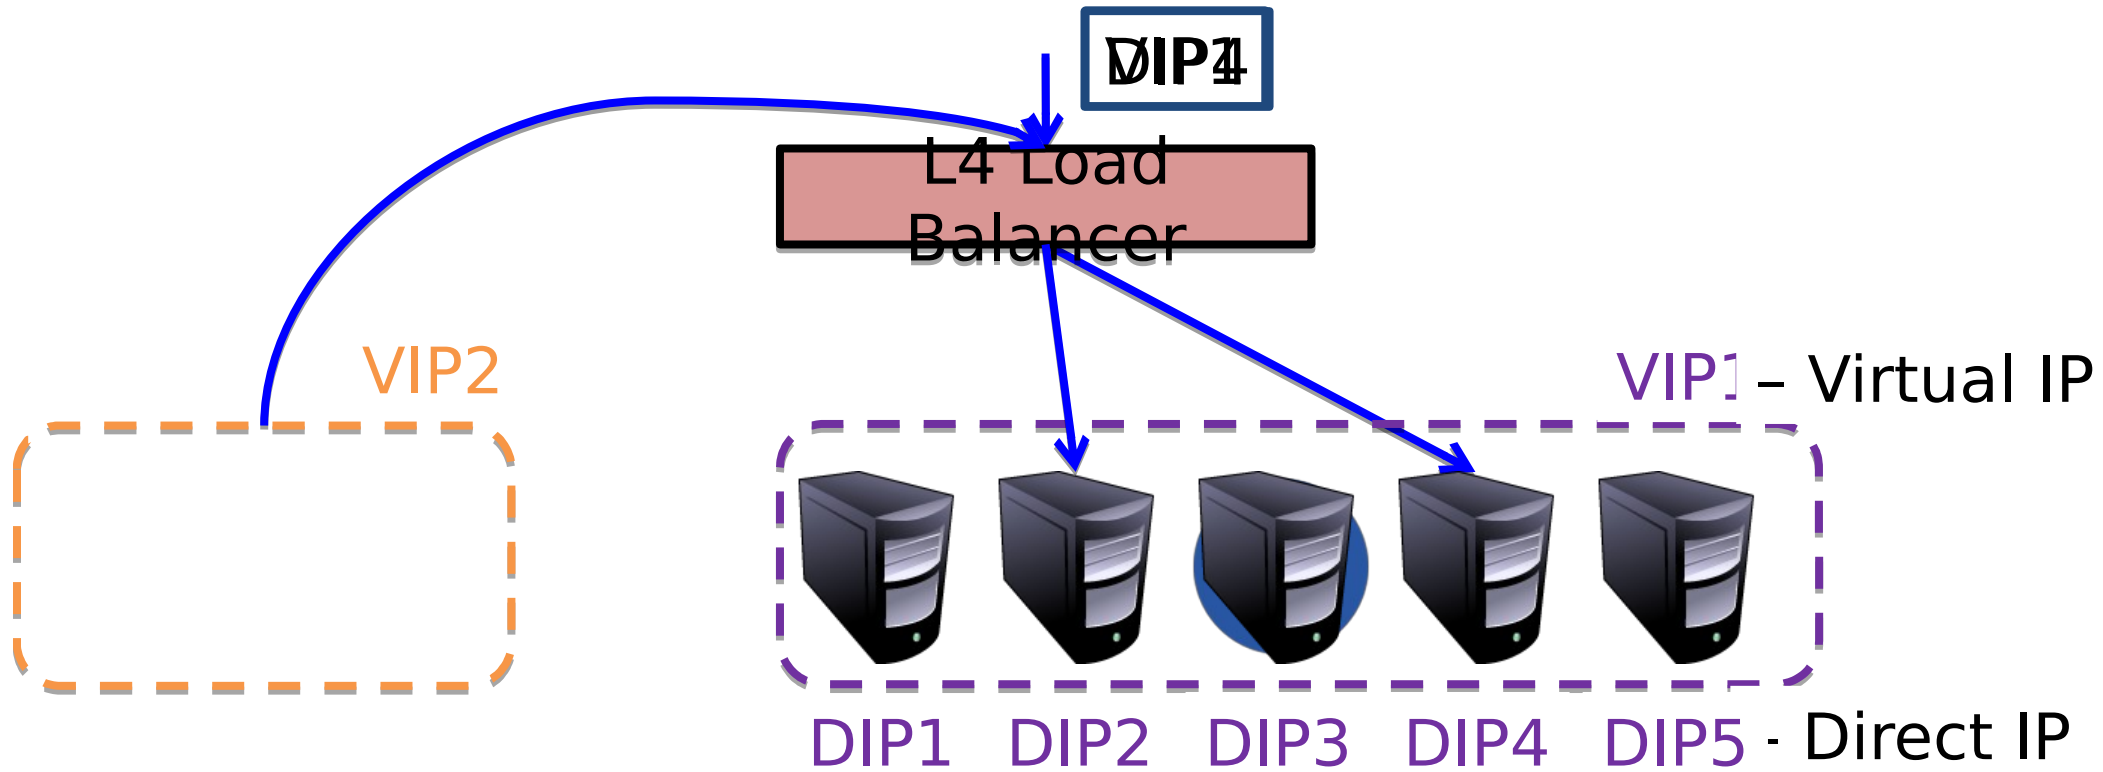 L4 Load
Balancer
VIP2
VIP1 – Virtual IP
DIP1 DIP2 DIP3 DIP4 DIP5 - Direct IP